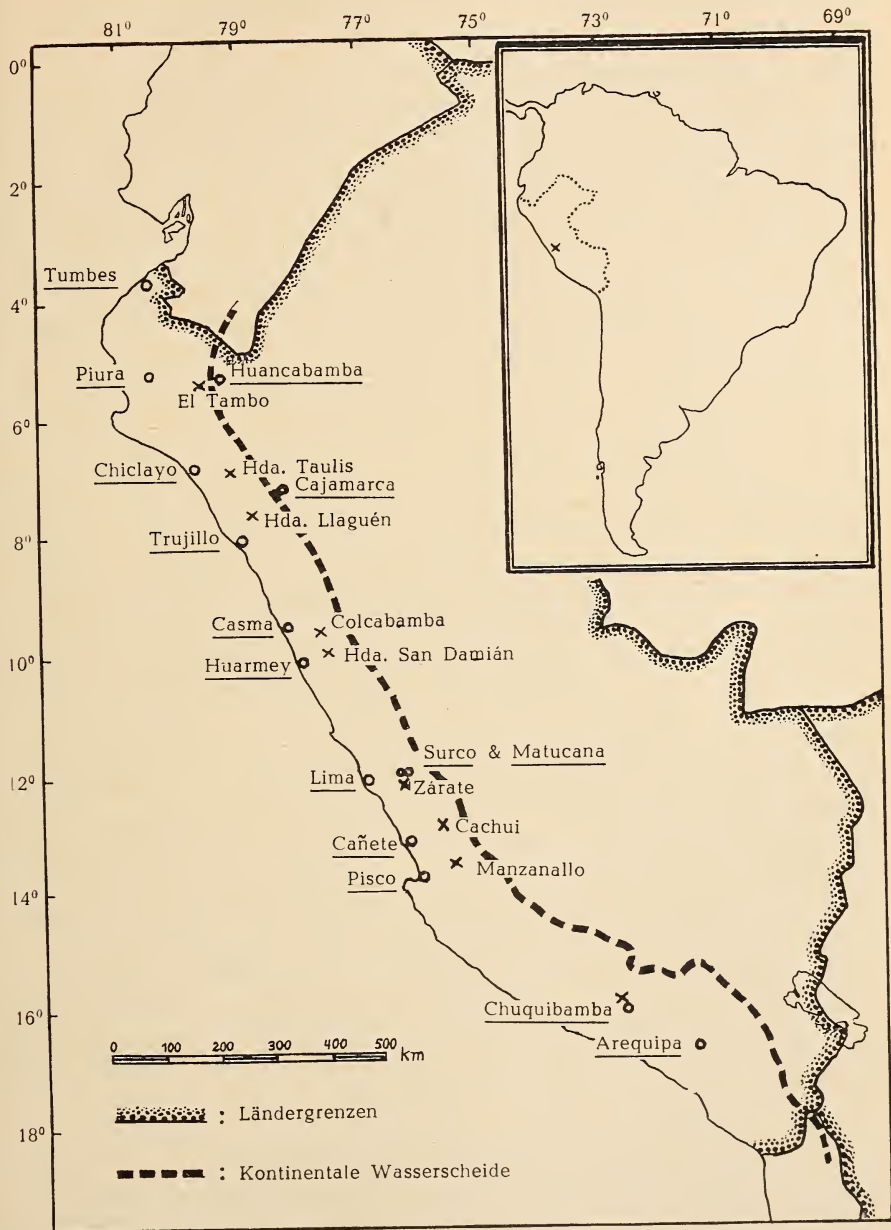 81° 79° 77° 75° 73° 71° 69°
0°
2°
Tumbes
4°
Huancabamba
Piura
El Tambo
6°
Chiclayo
Hda. Taulis
Cajamarca
Hda. Llaguén
Trujillo
8°
Colcabamba
Casma
Hda. San Damián
Huarmey
10°
Surco & Matucana
Lima
12°
Zárate
Cachui
Cañete
Manzanallo
Pisco
14°
Chuquibamba
16°
Arequipa
0 100 200 300 400 500 km
: Ländergrenzen
18°
: Kontinentale Wasserscheide